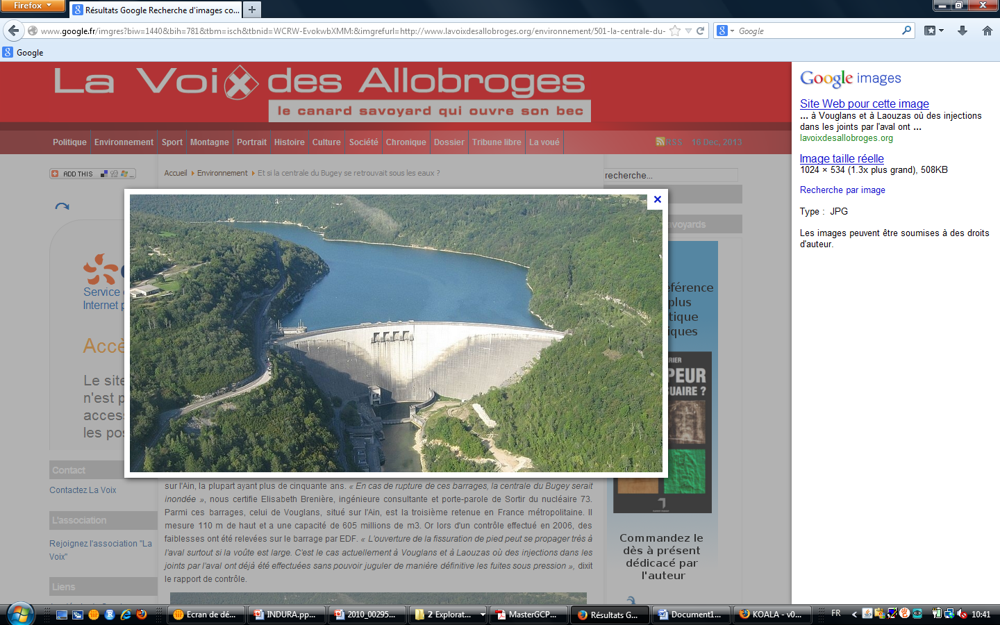 Firefox
Résultats Google Recherche d'images co...
www.google.fr/imgres?biw=1440&bih=781&tbm=isch&tbnid=WCRW-EvokwbXMM:&imgrefurl=http://www.lavoixdesallobroges.org/environnement/501-la-centrale-du-
Google
Google
La Voix des Allobroges
le canard savoyard qui ouvre son bec
Politique Environnement Sport Montagne Portrait Histoire Culture Société Chronique Dossier Tribune libre La voué RSS 16 Dec, 2013
ADD THIS
Accueil Environnement Et si la centrale du Bugey se retrouvait sous les eaux ?
recherche...
avoyards
Service
Internet p
Accè
Le site
n'est p
access
les pos
Contact
Contactez La Voix
L'association
Rejoignez l'association "La
Voix"
Liens
sur l'Ain, la plupart ayant plus de cinquante ans. « En cas de rupture de ces barrages, la centrale du Bugey serait
inondée », nous certifie Elisabeth Brenière, ingénieure consultante et porte-parole de Sortir du nucléaire 73.
Parmi ces barrages, celui de Vouglans, situé sur l'Ain, est la troisième retenue en France métropolitaine. Il
mesure 110 m de haut et a une capacité de 605 millions de m3. Or lors d'un contrôle effectué en 2006, des
faiblesses ont été relevées sur le barrage par EDF. « L'ouverture de la fissuration de pied peut se propager très à
l'aval surtout si la voûte est large. C'est le cas actuellement à Vouglans et à Laouzas où des injections dans les
joints par l'aval ont déjà été effectuées sans pouvoir juguler de manière définitive les fuites sous pression », dixit
le rapport de contrôle.
éférence
plus
tique
iques
RIER
PEUR
UAIRE ?
Commandez le
dès à présent
dédicacé par
l'auteur
Google images
Site Web pour cette image
... à Vouglans et à Laouzas où des injections
dans les joints par l'aval ont ...
lavoixdesallobroges.org
Image taille réelle
1024 × 534 (1.3x plus grand), 508KB
Recherche par image
Type : JPG
Les images peuvent être soumises à des droits
d'auteur.
Ecran de dé... INDURA.pp... 2010_00295... 2 Explorat... MasterGCP... Résultats G... Document1... KOALA - v0... FR 10:41